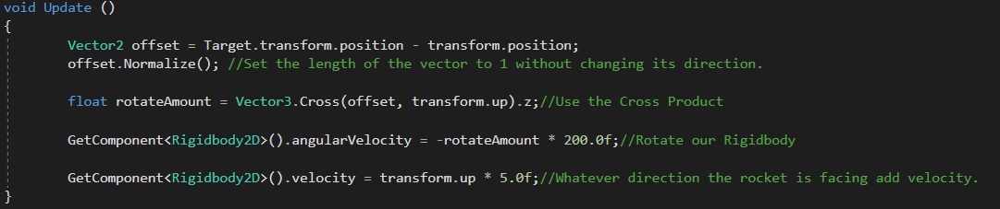 void Update ()
{
Vector2 offset = Target.transform.position - transform.position;
offset.Normalize(); //Set the length of the vector to 1 without changing its direction.
float rotateAmount = Vector3.Cross(offset, transform.up).z;//Use the Cross Product
GetComponent<Rigidbody2D>().angularVelocity = -rotateAmount * 200.0f;//Rotate our Rigidbody
GetComponent<Rigidbody2D>().velocity = transform.up * 5.0f;//Whatever direction the rocket is facing add velocity.
}